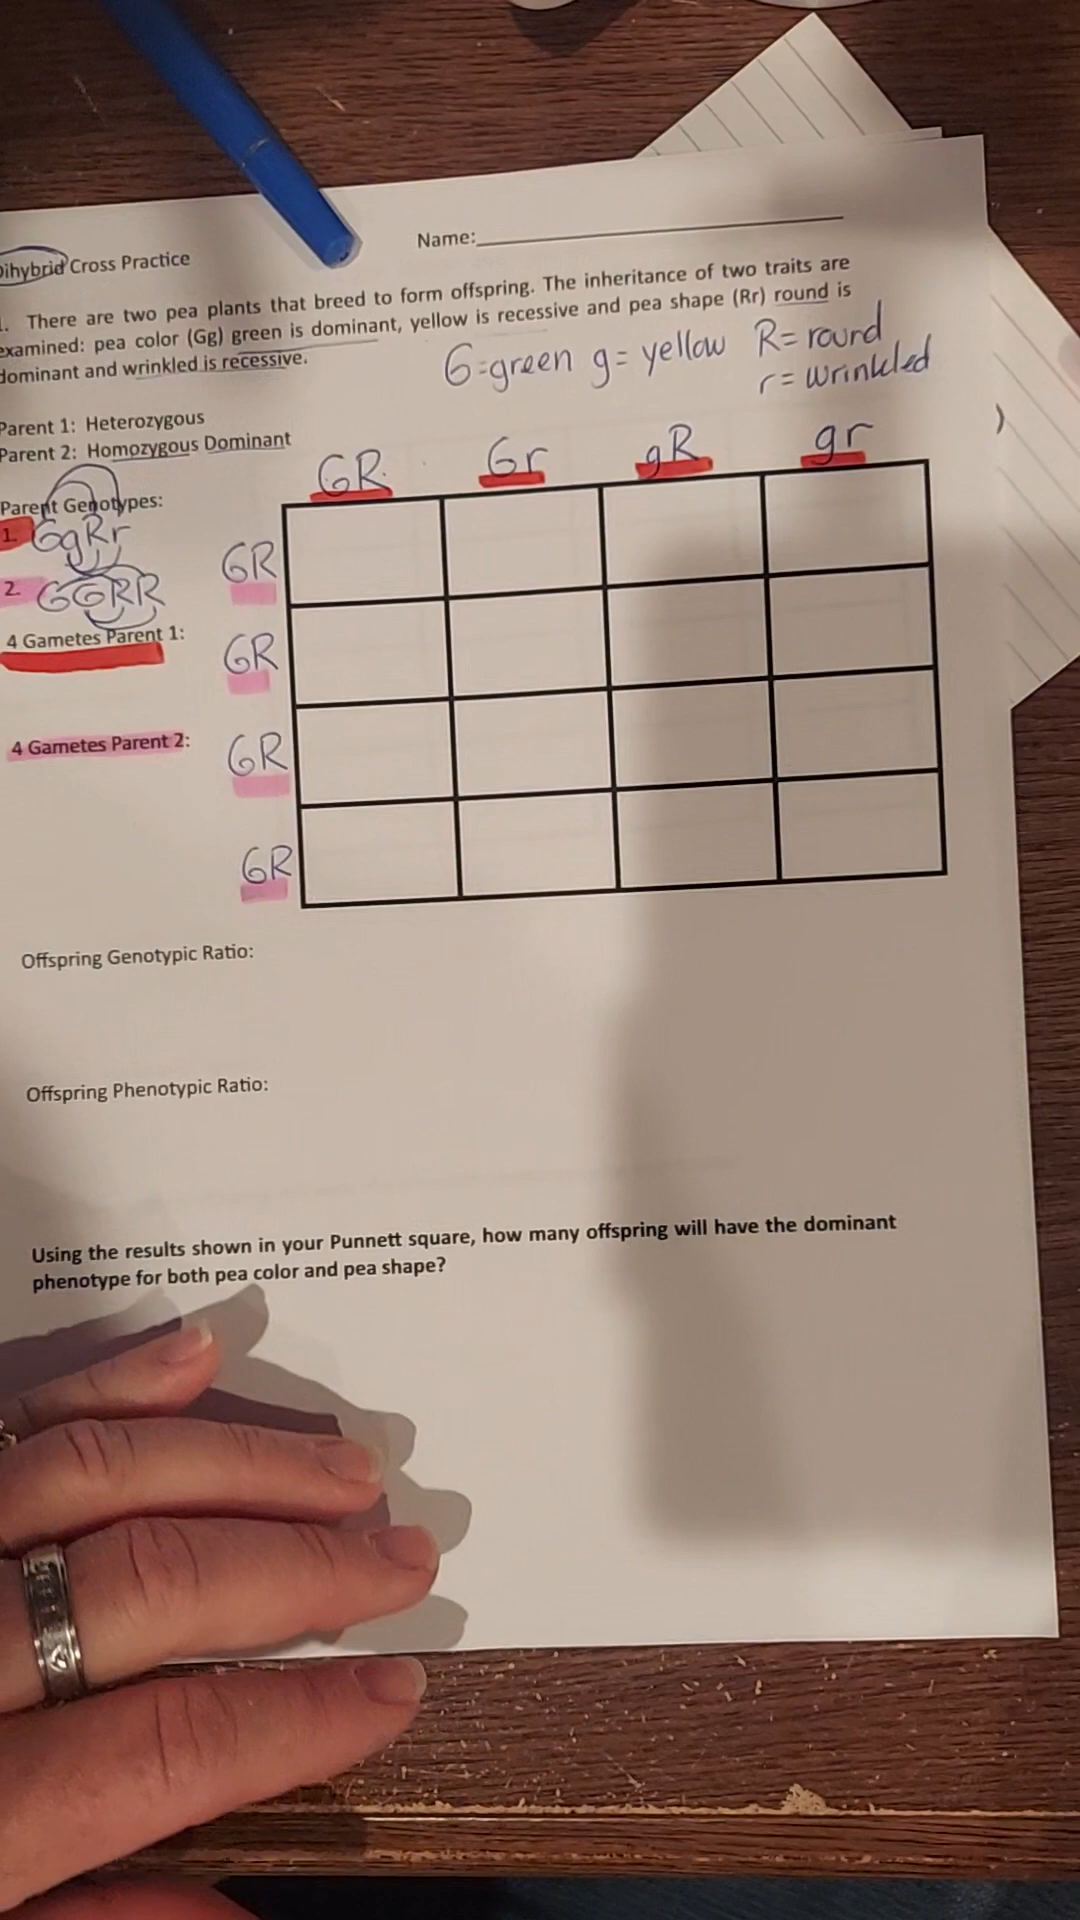 Dihybrid Cross Practice
Name:
. There are two pea plants that breed to form offspring. The inheritance of two traits are
examined: pea color (Gg) green is dominant, yellow is recessive and pea shape (Rr) round is
dominant and wrinkled is recessive.
G=green g= yellow R= round
r= wrinkled
Parent 1: Heterozygous
Parent 2: Homozygous Dominant
Parent Genotypes:
1. GgRr
2. GGRR
4 Gametes Parent 1:
4 Gametes Parent 2:
GR Gr gR gr
GR
GR
GR
GR
Offspring Genotypic Ratio:
Offspring Phenotypic Ratio:
Using the results shown in your Punnett square, how many offspring will have the dominant
phenotype for both pea color and pea shape?